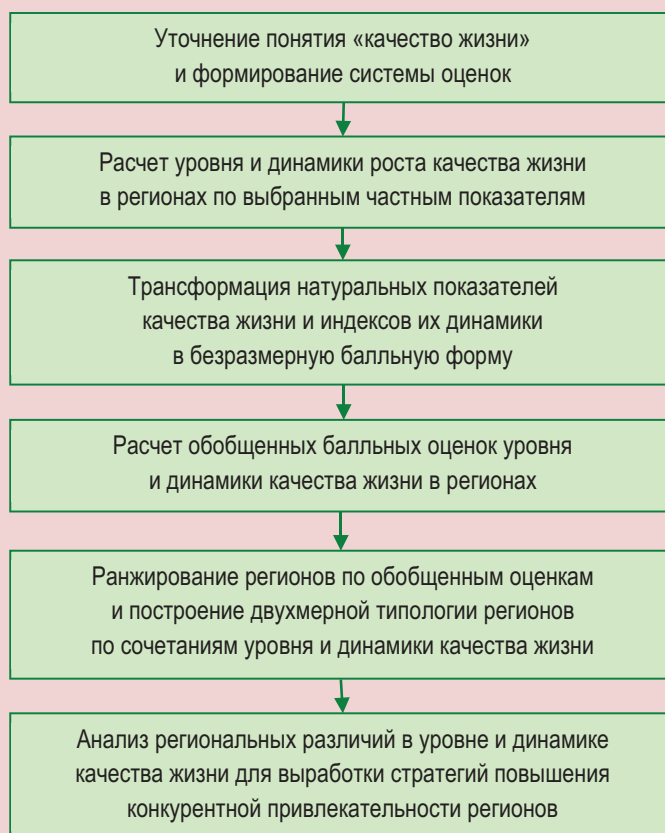 Уточнение понятия «качество жизни»
и формирование системы оценок
Расчет уровня и динамики роста качества жизни
в регионах по выбранным частным показателям
Трансформация натуральных показателей
качества жизни и индексов их динамики
в безразмерную балльную форму
Расчет обобщенных балльных оценок уровня
и динамики качества жизни в регионах
Ранжирование регионов по обобщенным оценкам
и построение двухмерной типологии регионов
по сочетаниям уровня и динамики качества жизни
Анализ региональных различий в уровне и динамике
качества жизни для выработки стратегий повышения
конкурентной привлекательности регионов